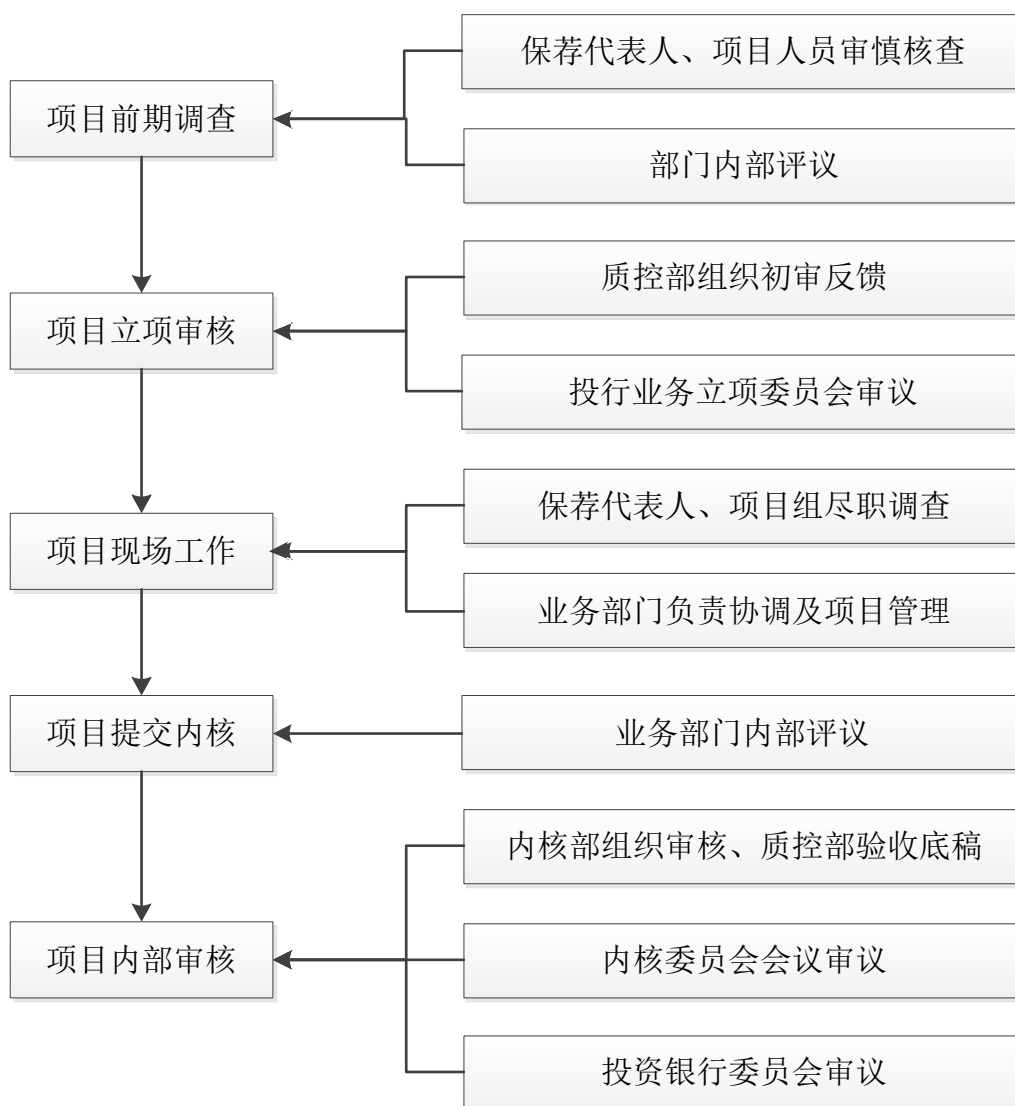 保荐代表人、项目人员审慎核查
项目前期调查
部门内部评议
质控部组织初审反馈
项目立项审核
投行业务立项委员会审议
保荐代表人、项目组尽职调查
项目现场工作
业务部门负责协调及项目管理
项目提交内核
业务部门内部评议
内核部组织审核、质控部验收底稿
项目内部审核
内核委员会会议审议
投资银行委员会审议